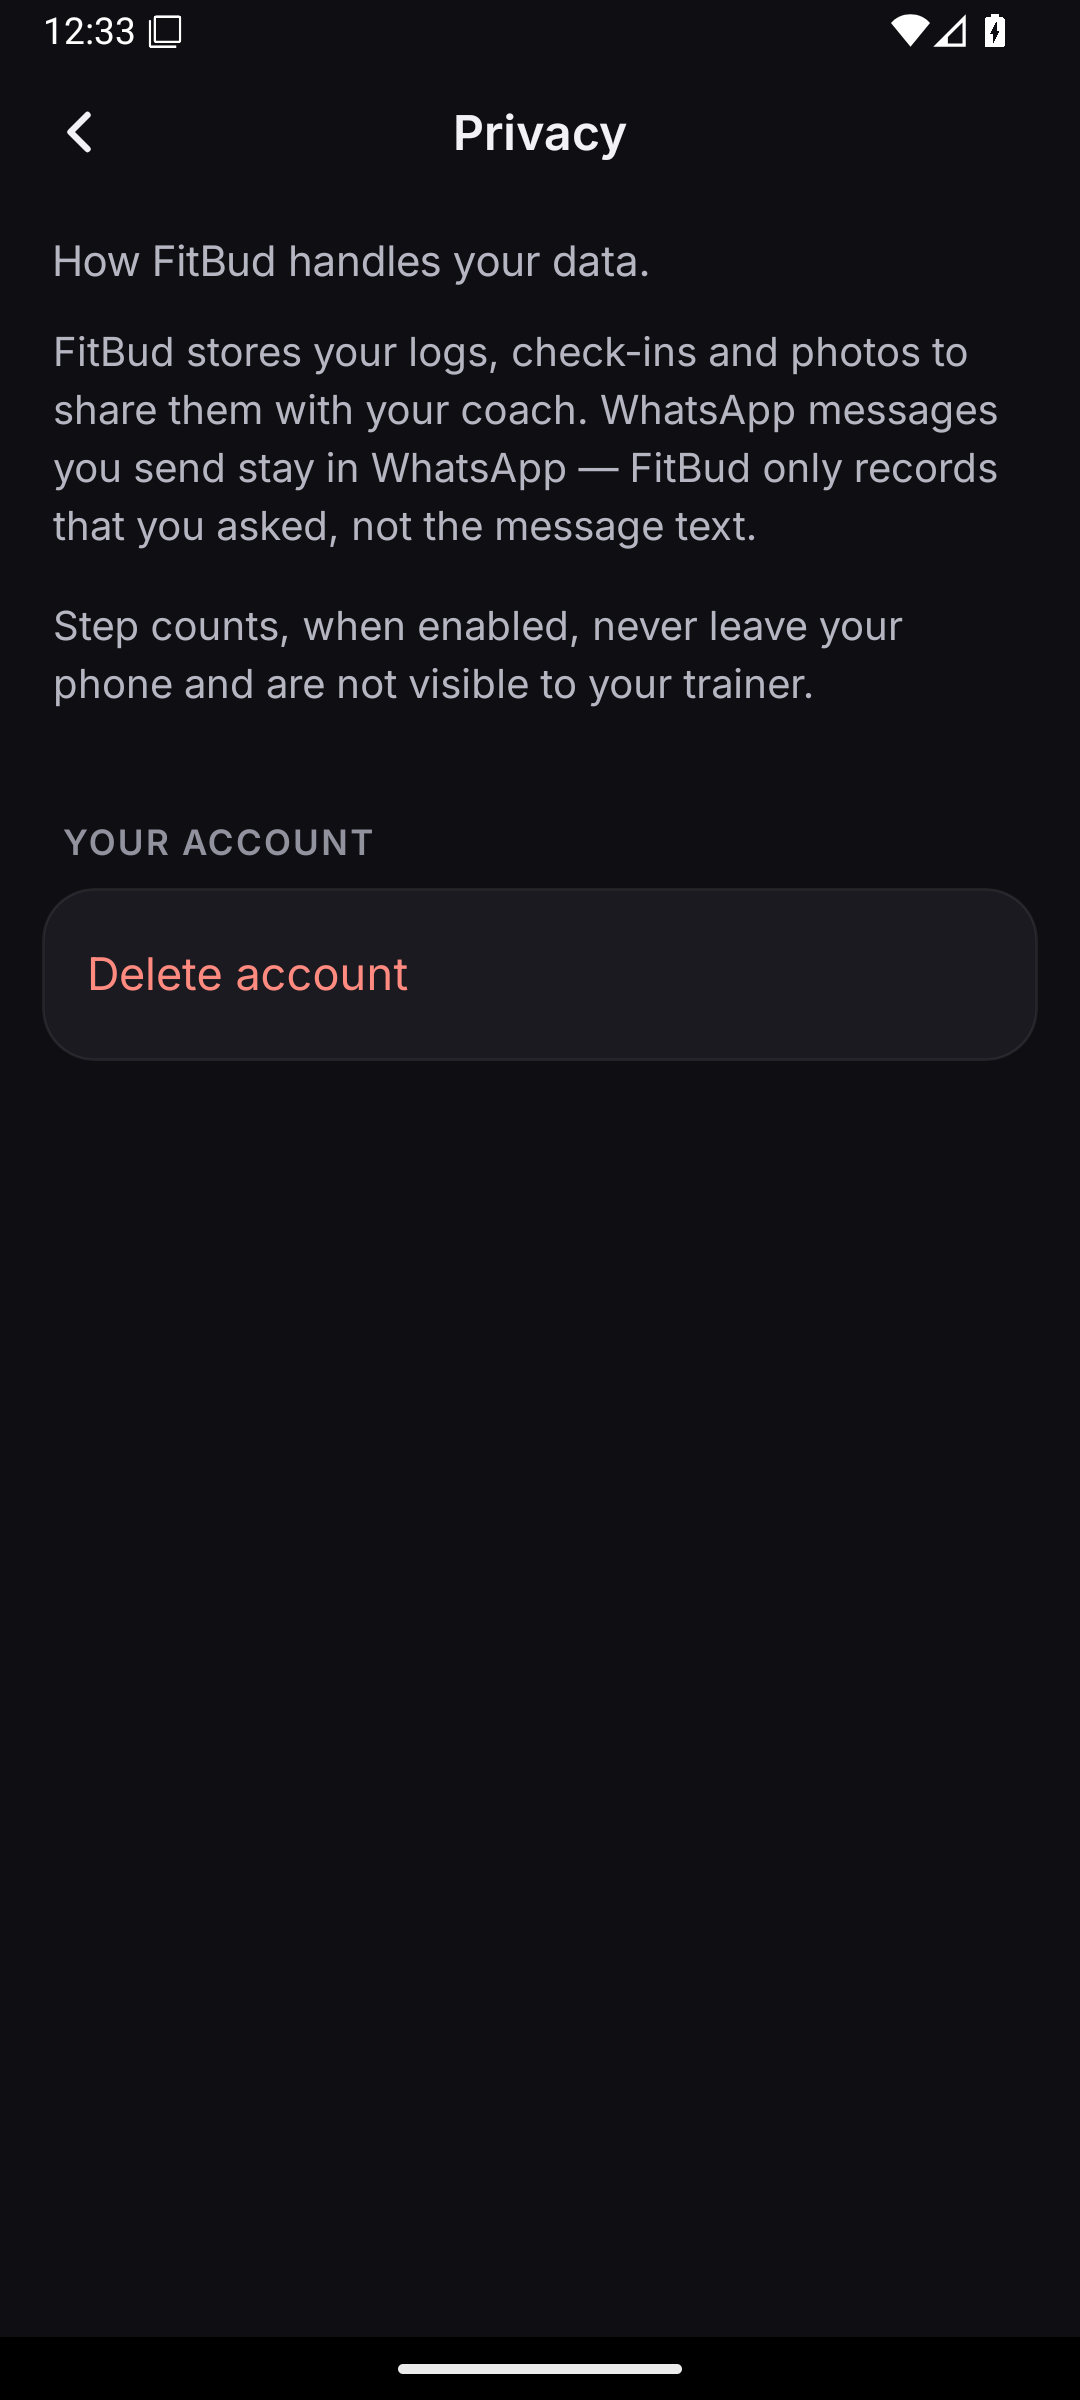 12:33
Privacy
How FitBud handles your data.
FitBud stores your logs, check-ins and photos to
share them with your coach. WhatsApp messages
you send stay in WhatsApp — FitBud only records
that you asked, not the message text.
Step counts, when enabled, never leave your
phone and are not visible to your trainer.
YOUR ACCOUNT
Delete account